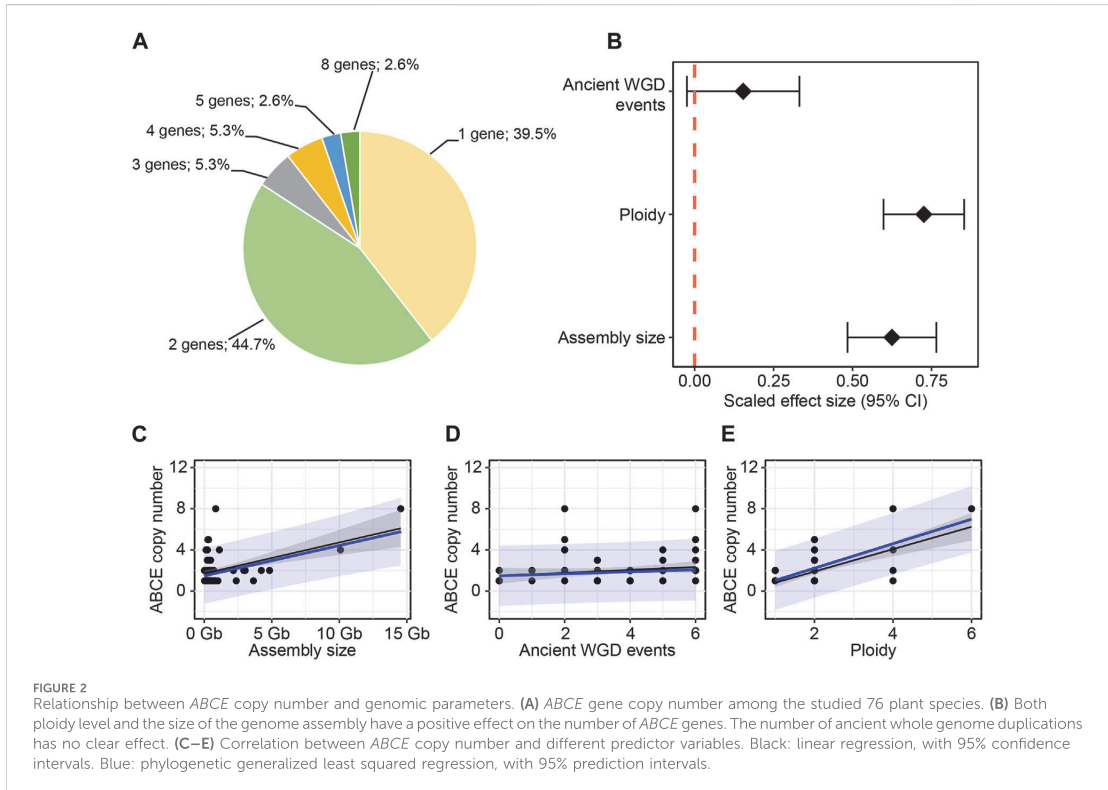 A
8 genes; 2.6%
5 genes; 2.6%
4 genes; 5.3%
3 genes; 5.3%
1 gene; 39.5%
2 genes; 44.7%
B
Ancient WGD
events
Ploidy
Assembly size
0.00 0.25 0.50 0.75
Scaled effect size (95% CI)
C
ABCE copy number
12
8
4
0
0 Gb 5 Gb 10 Gb 15 Gb
Assembly size
D
ABCE copy number
12
8
4
0
0 2 4 6
Ancient WGD events
E
ABCE copy number
12
8
4
0
2 4 6
Ploidy
FIGURE 2
Relationship between ABCE copy number and genomic parameters. (A) ABCE gene copy number among the studied 76 plant species. (B) Both
ploidy level and the size of the genome assembly have a positive effect on the number of ABCE genes. The number of ancient whole genome duplications
has no clear effect. (C–E) Correlation between ABCE copy number and different predictor variables. Black: linear regression, with 95% confidence
intervals. Blue: phylogenetic generalized least squared regression, with 95% prediction intervals.